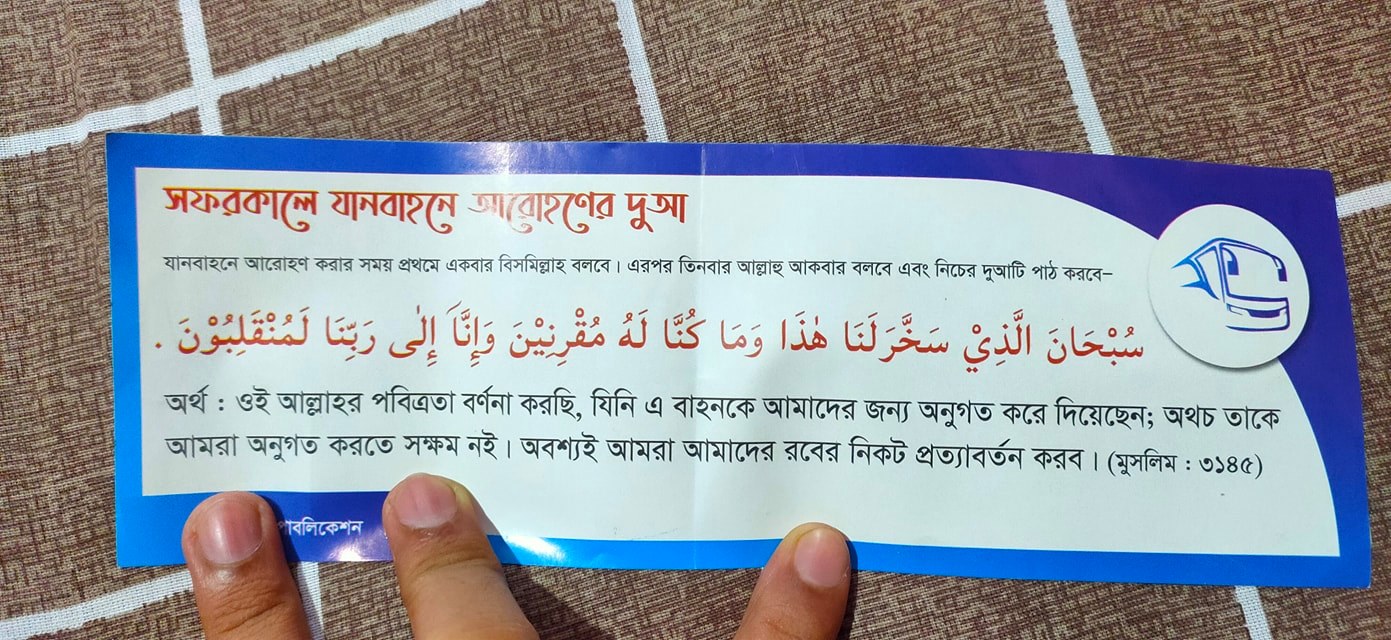 সফরকালে যানবাহনে আরোহণের দুআ
যানবাহনে আরোহণ করার সময় প্রথমে একবার বিসমিল্লাহ বলবে। এরপর তিনবার আল্লাহু আকবার বলবে এবং নিচের দুআটি পাঠ করবে–
سُبْحَانَ الَّذِيْ سَخَّرَلَنَا هٰذَا وَمَا كُنَّا لَهُ مُقْرِنِيْنَ وَإِنَّاَ إِلٰى رَبِّنَا لَمُنْقَلِبُوْنَ .
অর্থ : ওই আল্লাহর পবিত্রতা বর্ণনা করছি, যিনি এ বাহনকে আমাদের জন্য অনুগত করে দিয়েছেন; অথচ তাকে
আমরা অনুগত করতে সক্ষম নই। অবশ্যই আমরা আমাদের রবের নিকট প্রত্যাবর্তন করব। (মুসলিম : ৩১৪৫)